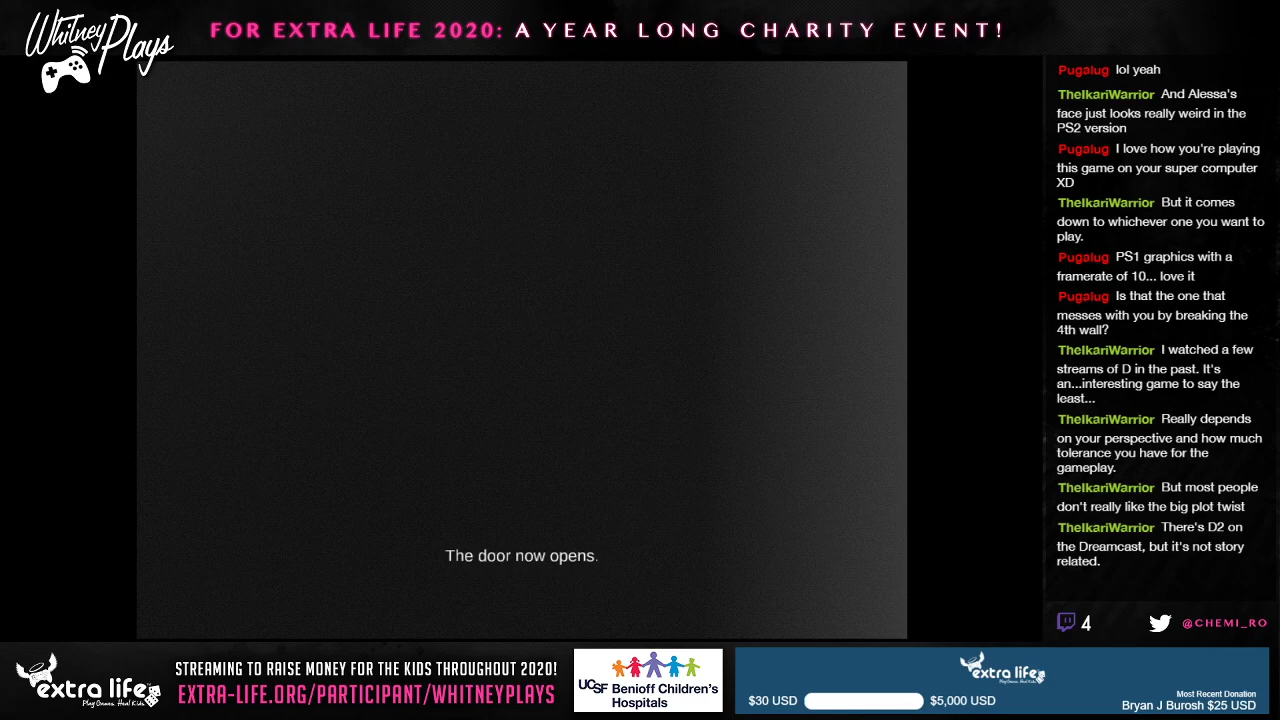 Whitney Plays
FOR EXTRA LIFE 2020: A YEAR LONG CHARITY EVENT!
The door now opens.
Pugalug lol yeah
TheIkariWarrior And Alessa's
face just looks really weird in the
PS2 version
Pugalug I love how you're playing
this game on your super computer
XD
TheIkariWarrior But it comes
down to whichever one you want to
play.
Pugalug PS1 graphics with a
framerate of 10... love it
Pugalug Is that the one that
messes with you by breaking the
4th wall?
TheIkariWarrior I watched a few
streams of D in the past. It's
an...interesting game to say the
least...
TheIkariWarrior Really depends
on your perspective and how much
tolerance you have for the
gameplay.
TheIkariWarrior But most people
don't really like the big plot twist
TheIkariWarrior There's D2 on
the Dreamcast, but it's not story
related.
4
@CHEMI_RO
extra life
Play Games. Heal Kids.
STREAMING TO RAISE MONEY FOR THE KIDS THROUGHOUT 2020!
EXTRA-LIFE.ORG/PARTICIPANT/WHITNEYPLAYS
UCSF Benioff Children's
Hospitals
extra life
Play Games. Heal Kids.
$30 USD
$5,000 USD
Most Recent Donation
Bryan J Burosh $25 USD